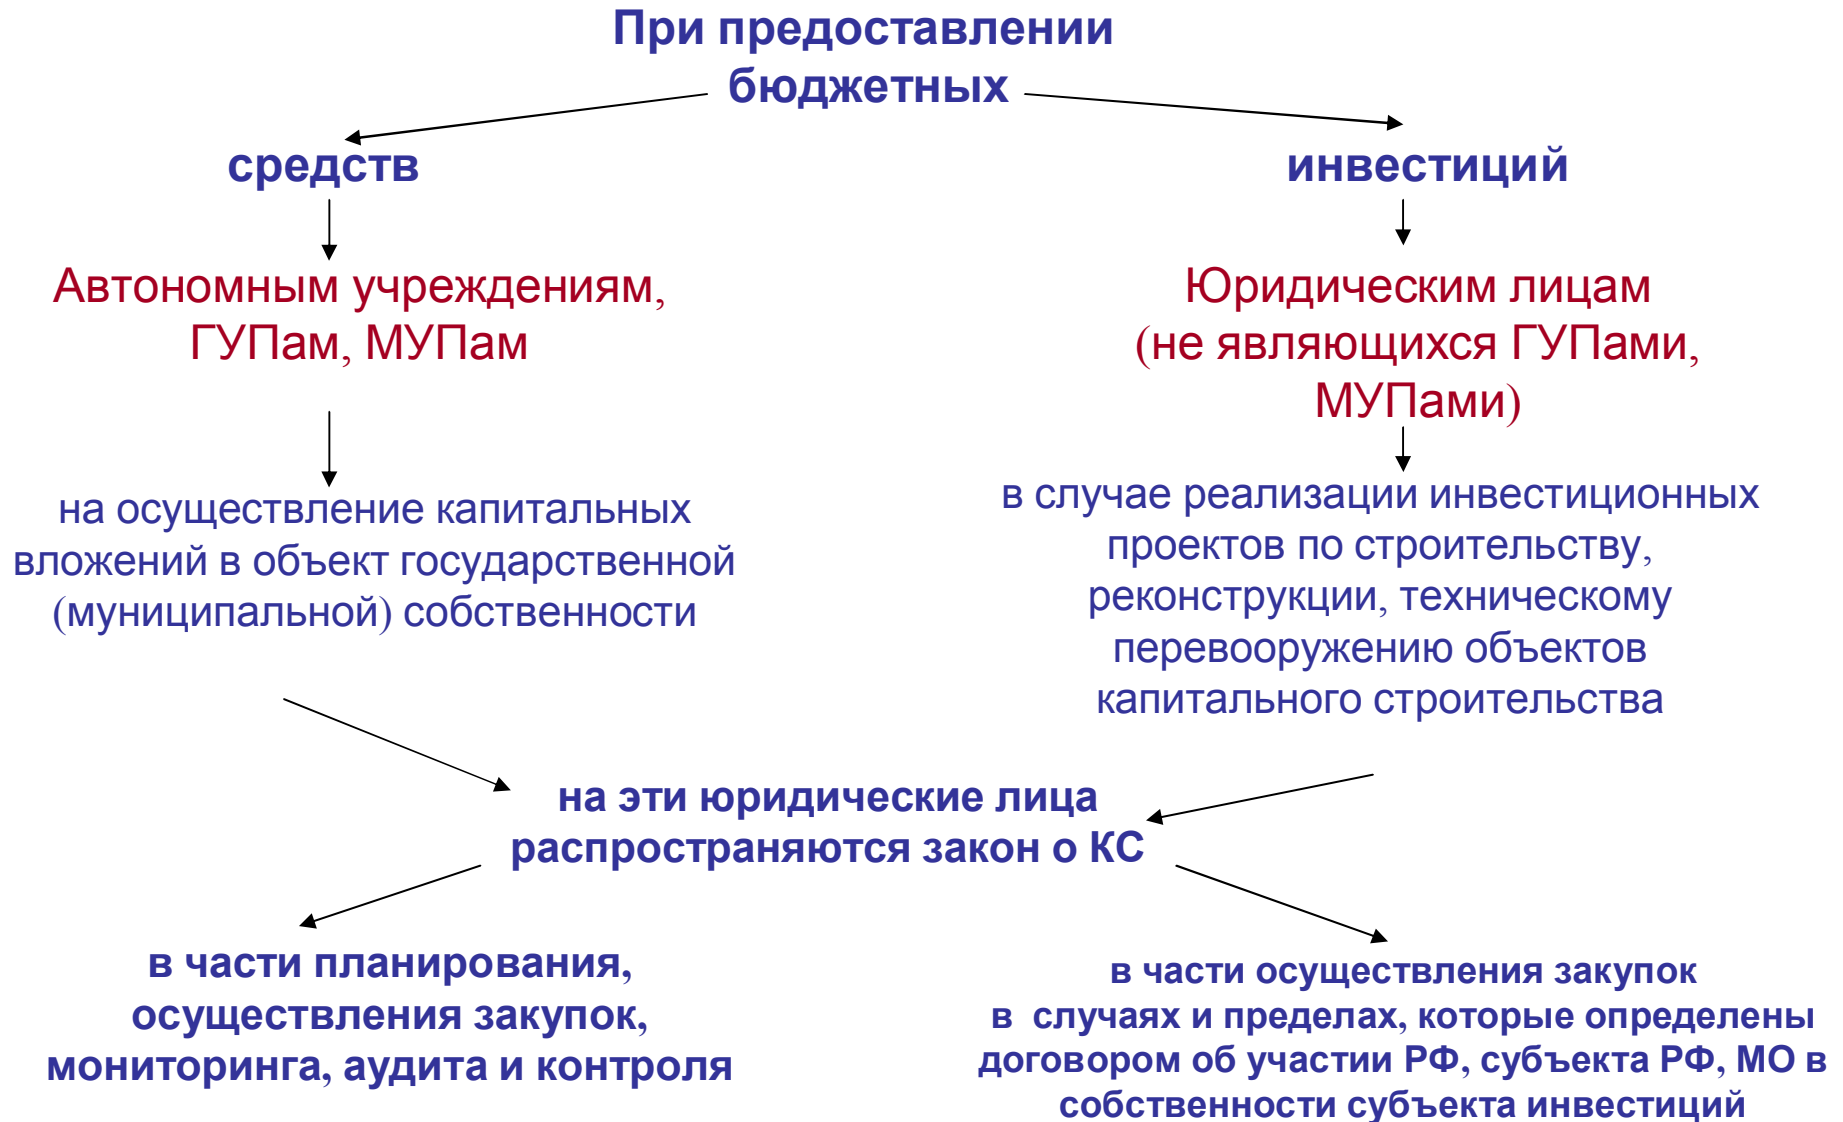 При предоставлении
бюджетных
средств
инвестиций
Автономным учреждениям,
ГУПам, МУПам
Юридическим лицам
(не являющихся ГУПами,
МУПами)
на осуществление капитальных
вложений в объект государственной
(муниципальной) собственности
в случае реализации инвестиционных
проектов по строительству,
реконструкции, техническому
перевооружению объектов
капитального строительства
на эти юридические лица
распространяются закон о КС
в части планирования,
осуществления закупок,
мониторинга, аудита и контроля
в части осуществления закупок
в случаях и пределах, которые определены
договором об участии РФ, субъекта РФ, МО в
собственности субъекта инвестиций